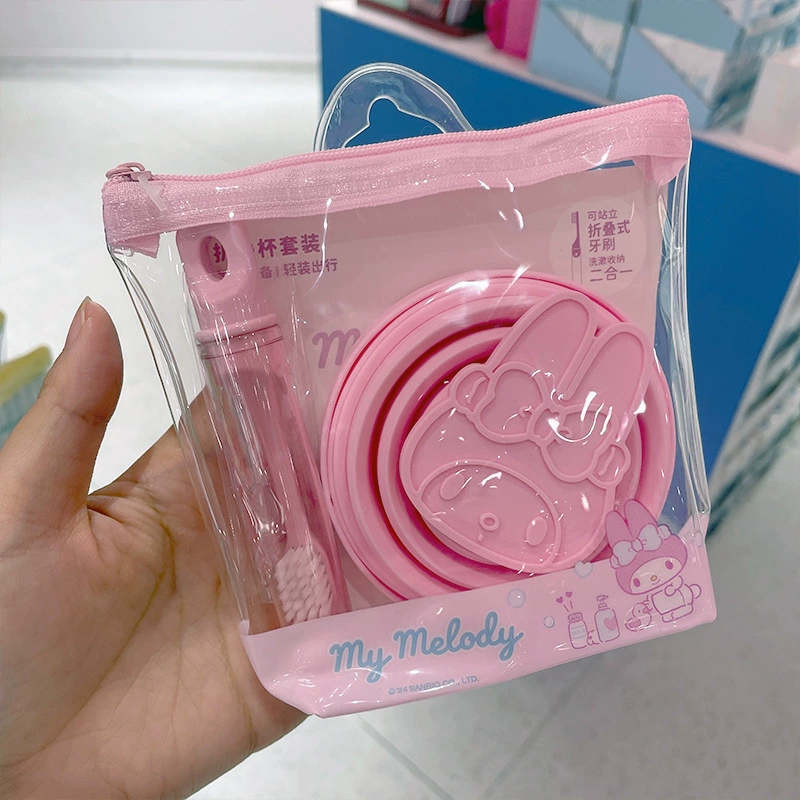 杯套装
备 | 轻装出行
可站立
折叠式
牙刷
洗漱收纳
二合一
My Melody
© '24 SANRIO CO., LTD.